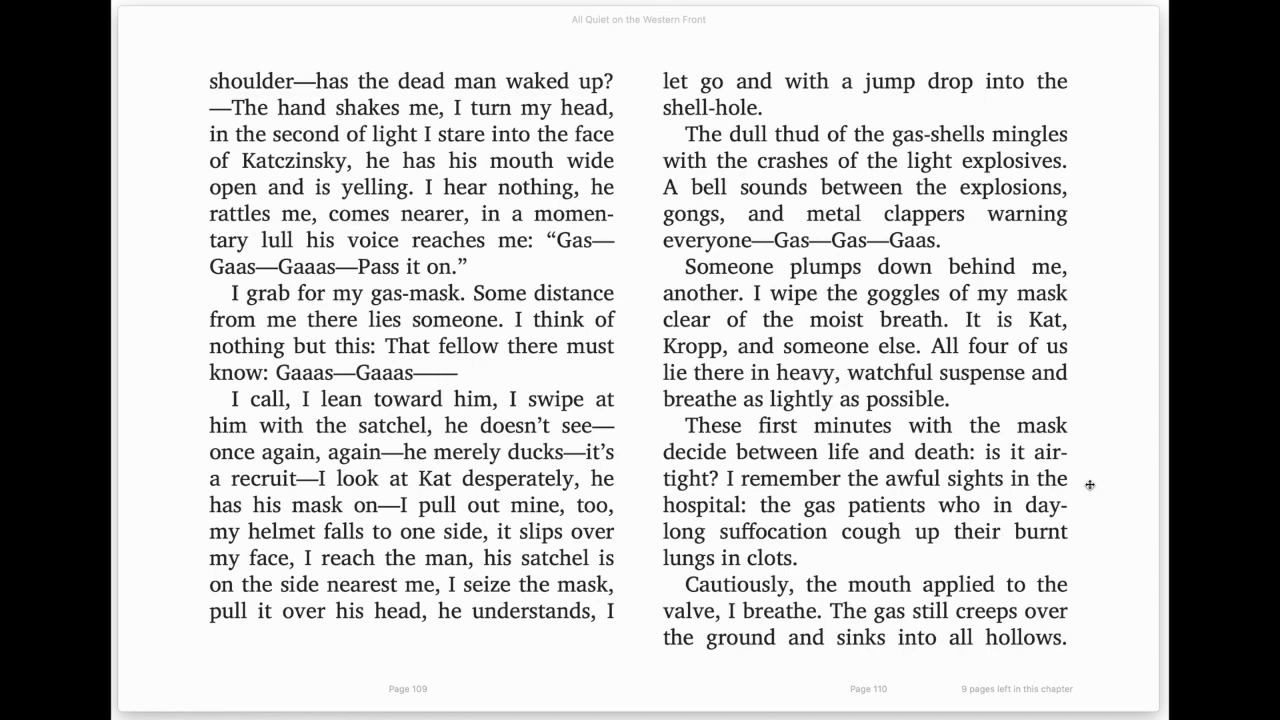 All Quiet on the Western Front
shoulder—has the dead man waked up?
—The hand shakes me, I turn my head,
in the second of light I stare into the face
of Katczinsky, he has his mouth wide
open and is yelling. I hear nothing, he
rattles me, comes nearer, in a momen-
tary lull his voice reaches me: “Gas—
Gaas—Gaaas—Pass it on.”
I grab for my gas-mask. Some distance
from me there lies someone. I think of
nothing but this: That fellow there must
know: Gaaas—Gaaas——
I call, I lean toward him, I swipe at
him with the satchel, he doesn’t see—
once again, again—he merely ducks—it’s
a recruit—I look at Kat desperately, he
has his mask on—I pull out mine, too,
my helmet falls to one side, it slips over
my face, I reach the man, his satchel is
on the side nearest me, I seize the mask,
pull it over his head, he understands, I
let go and with a jump drop into the
shell-hole.
The dull thud of the gas-shells mingles
with the crashes of the light explosives.
A bell sounds between the explosions,
gongs, and metal clappers warning
everyone—Gas—Gas—Gaas.
Someone plumps down behind me,
another. I wipe the goggles of my mask
clear of the moist breath. It is Kat,
Kropp, and someone else. All four of us
lie there in heavy, watchful suspense and
breathe as lightly as possible.
These first minutes with the mask
decide between life and death: is it air-
tight? I remember the awful sights in the
hospital: the gas patients who in day-
long suffocation cough up their burnt
lungs in clots.
Cautiously, the mouth applied to the
valve, I breathe. The gas still creeps over
the ground and sinks into all hollows.
Page 109
Page 110
9 pages left in this chapter